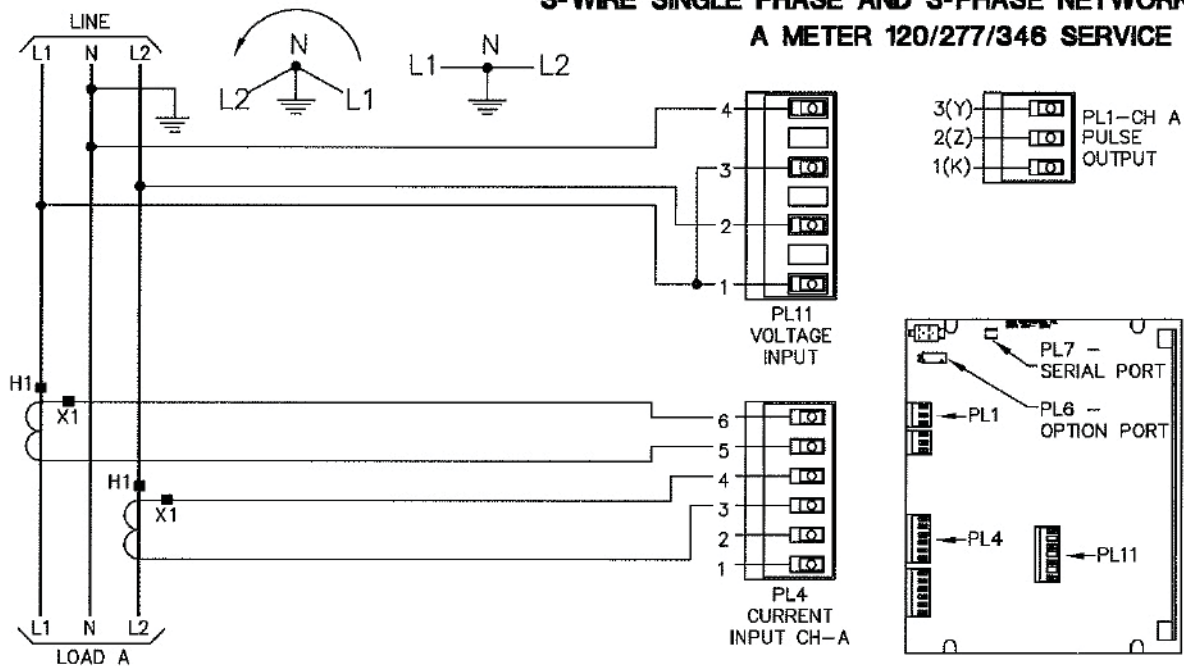 3-WIRE SINGLE PHASE AND 3-PHASE NETWORK
A METER 120/277/346 SERVICE
LINE
L1 N L2
N
L2 L1
N
L1 L2
4
3
2
1
PL11
VOLTAGE
INPUT
3(Y)
2(Z)
1(K)
PL1-CH A
PULSE
OUTPUT
H1
X1
H1
X1
6
5
4
3
2
1
PL4
CURRENT
INPUT CH-A
PL7 -
SERIAL PORT
PL6 -
OPTION PORT
PL1
PL4
PL11
L1 N L2
LOAD A